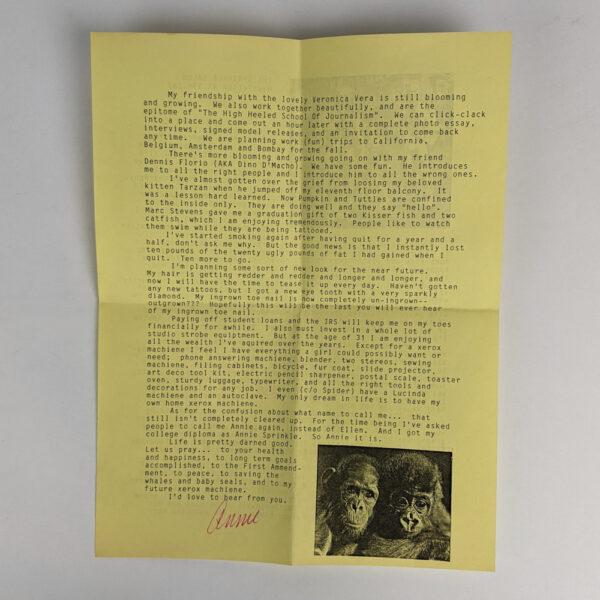 My friendship with the lovely Veronica Vera is still blooming
and growing.  We also work together beautifully, and are the
epitome of "The High Heeled School Of Journalism".  We can click-clack
into a place and come out an hour later with a complete photo essay,
interviews, signed model releases, and an invitation to come back
any time.  We are planning work (fun) trips to California,
Belgium, Amsterdam and Bombay for the fall.
There's more blooming and growing going on with my friend
Dennis Florio (AKA Dino D'Macho). We have some fun.  He introduces
me to all the right people and I introduce him to all the wrong ones.
I've almost gotten over the grief from loosing my beloved
kitten Tarzan when he jumped off my eleventh floor balcony.  It
was a lesson hard learned.  Now Pumpkin and Tuttles are confined
to the inside only.  They are doing well and they say "hello".
Marc Stevens gave me a graduation gift of two Kisser fish and two
catfish, which I am enjoying tremendously.  People like to watch
them swim while they are being tattooed.
I've started smoking again after having quit for a year and a
half, don't ask me why.  But the good news is that I instantly lost
ten pounds of the twenty ugly pounds of fat I had gained when I
quit.  Ten more to go.
I'm planning some sort of new look for the near future.
My hair is getting redder and redder and longer and longer, and
now I will have the time to tease it up every day.  Haven't gotten
any new tattoos, but I got a new eye tooth with a very sparkly
diamond.  My ingrown toe nail is now completely un-ingrown--
outgrown???  Hopefully this will be the last you will ever hear
of my ingrown toe nail.
Paying off student loans and the IRS will keep me on my toes
financially for awhile.  I also must invest in a whole lot of
studio strobe equipment.  But at the age of 31 I am enjoying
all the wealth I've aquired over the years.  Except for a xerox
machiene I feel I have everything a girl could possibly want or
need; phone answering machiene, blender, two stereos, sewing
machiene, filing cabinets, bicycle, fur coat, slide projector,
art deco tool kit, electric pencil sharpener, postal scale, toaster
oven, sturdy luggage, typewriter, and all the right tools and
decorations for any job.  I even (c/o Spider) have a Lucinda
machiene and an autoclave.  My only dream in life is to have my
own home xerox machiene.
As for the confusion about what name to call me...  that
still isn't completely cleared up.  For the time being I've asked
people to call me Annie again, instead of Ellen.  And I got my
college diploma as Annie Sprinkle.  So Annie it is.
Life is pretty darned good.
Let us pray...  to your health
and happiness, to long term goals
accomplished, to the First Ammend-
ment, to peace, to saving the
whales and baby seals, and to my
future xerox machiene.
I'd love to hear from you.
Annie